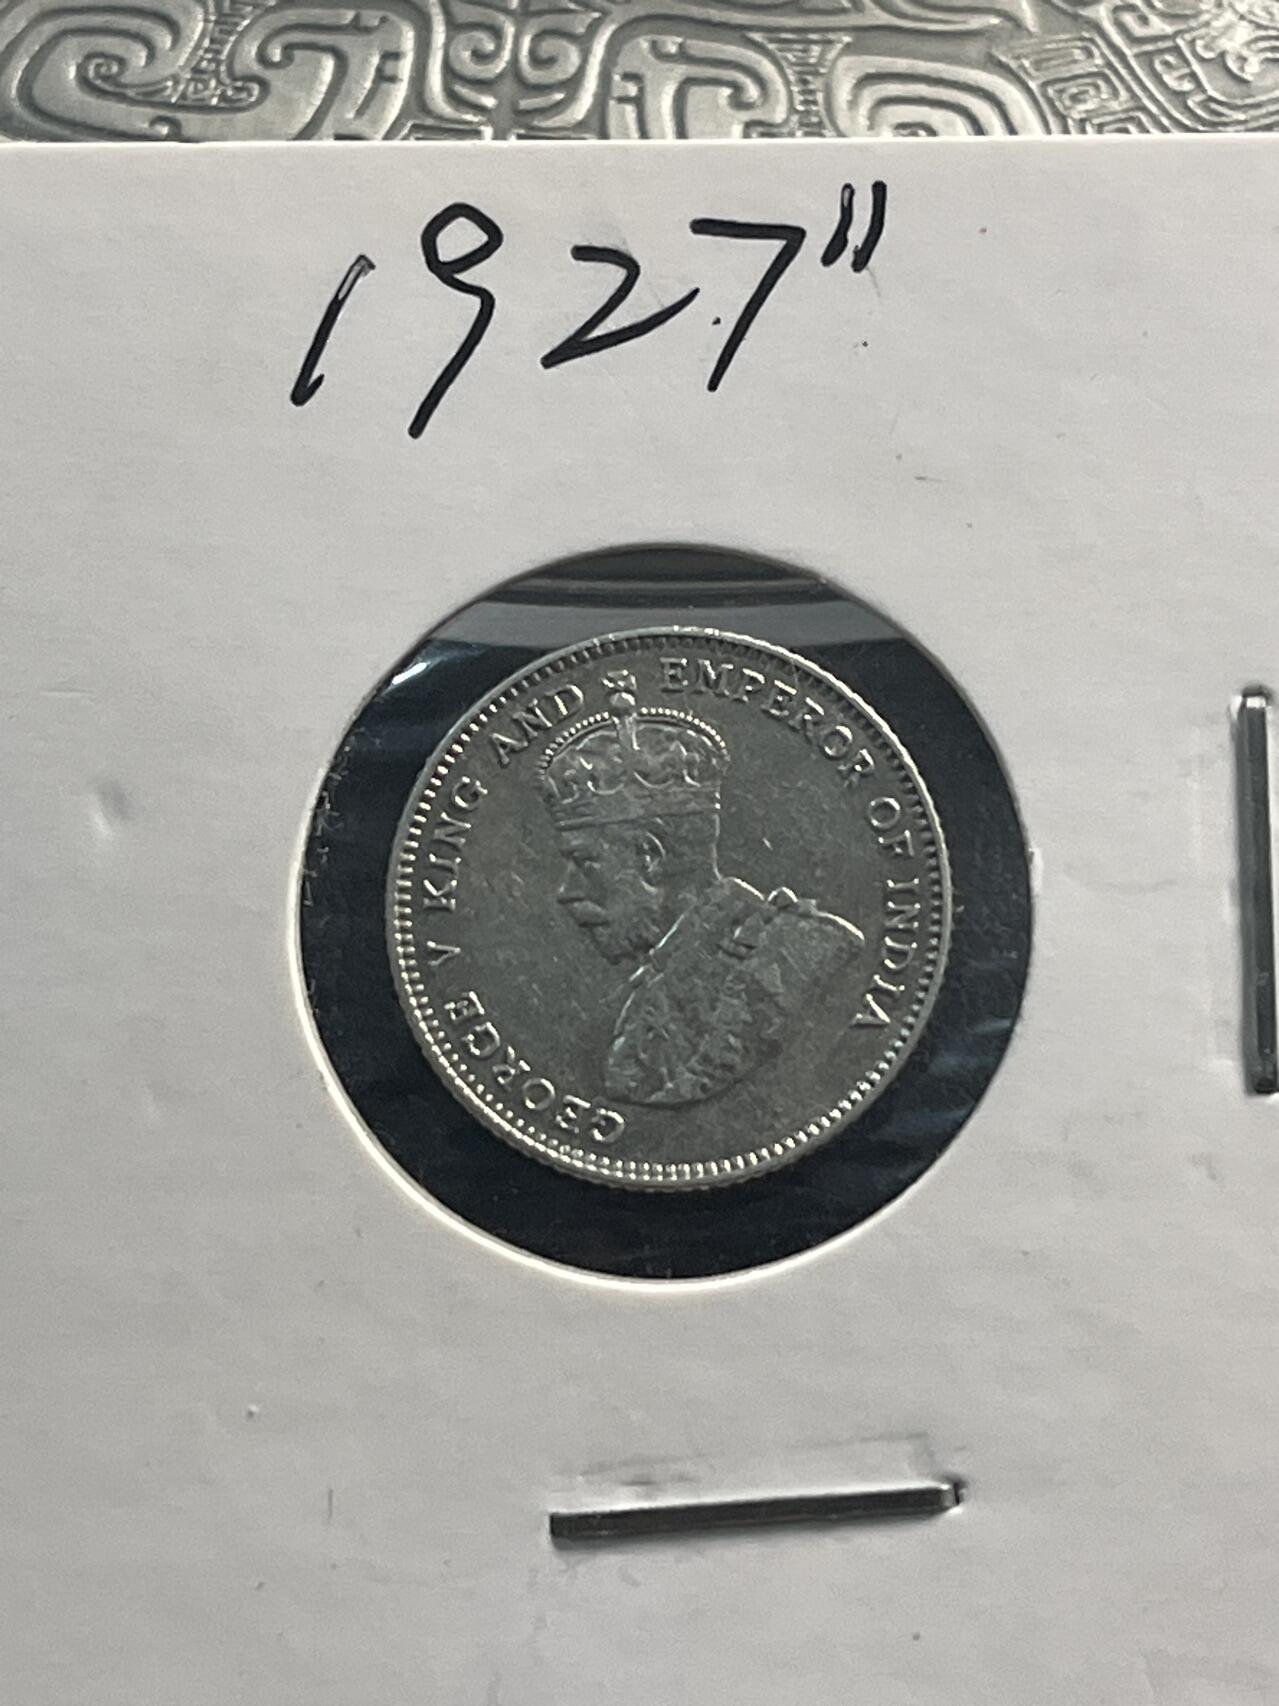 1927"
GEORGE V KING AND EMPEROR OF INDIA